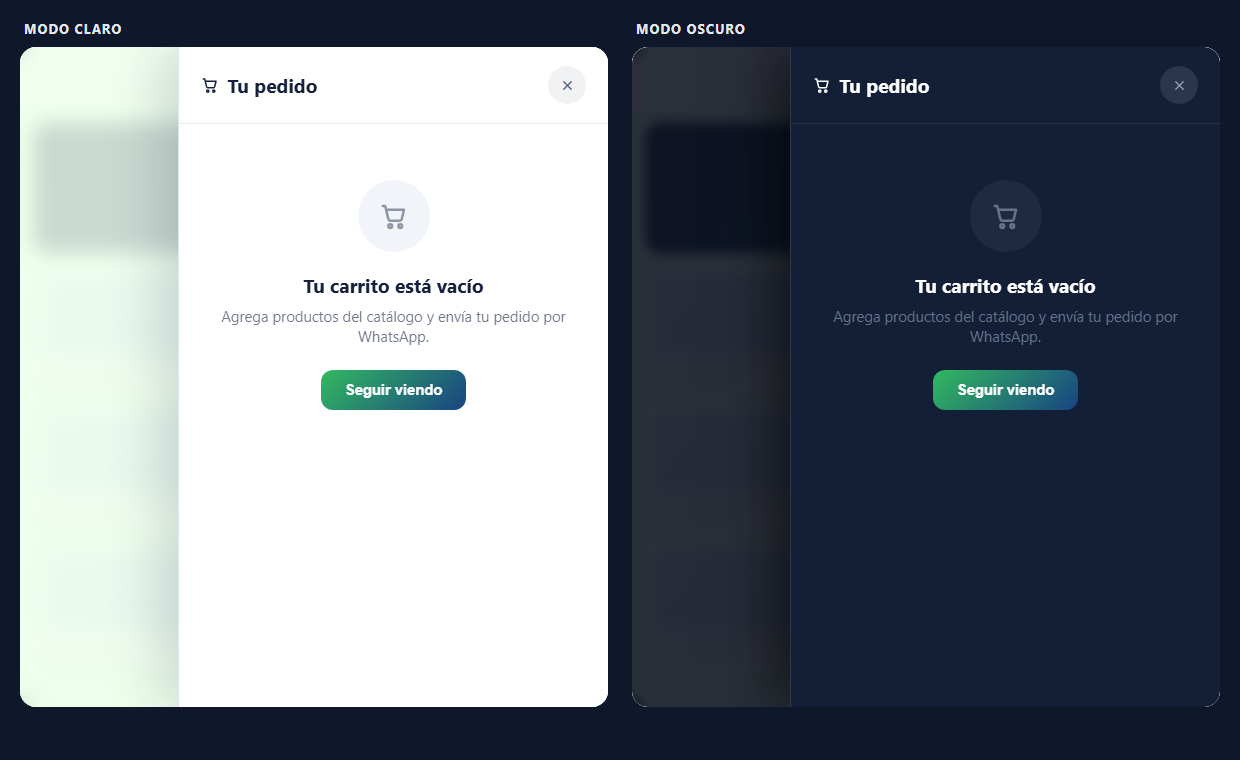 MODO CLARO
Tu pedido
Tu carrito está vacío
Agrega productos del catálogo y envía tu pedido por
WhatsApp.
Seguir viendo
MODO OSCURO
Tu pedido
Tu carrito está vacío
Agrega productos del catálogo y envía tu pedido por
WhatsApp.
Seguir viendo